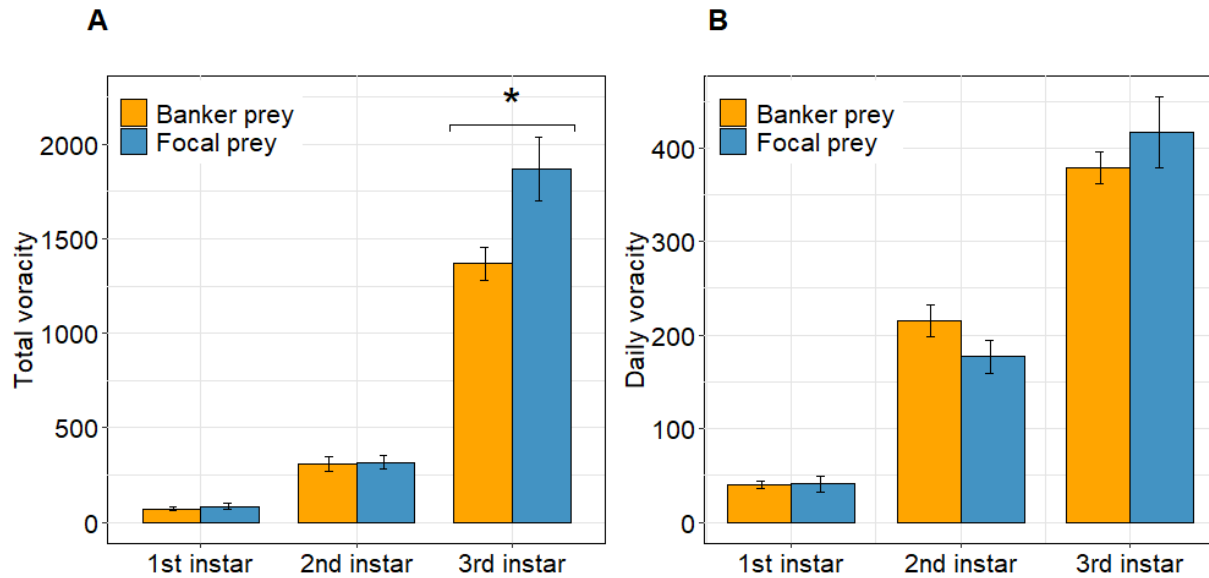 A
Total voracity
2000
1500
1000
500
0
Banker prey
Focal prey
*
1st instar 2nd instar 3rd instar
B
Daily voracity
400
300
200
100
0
Banker prey
Focal prey
1st instar 2nd instar 3rd instar